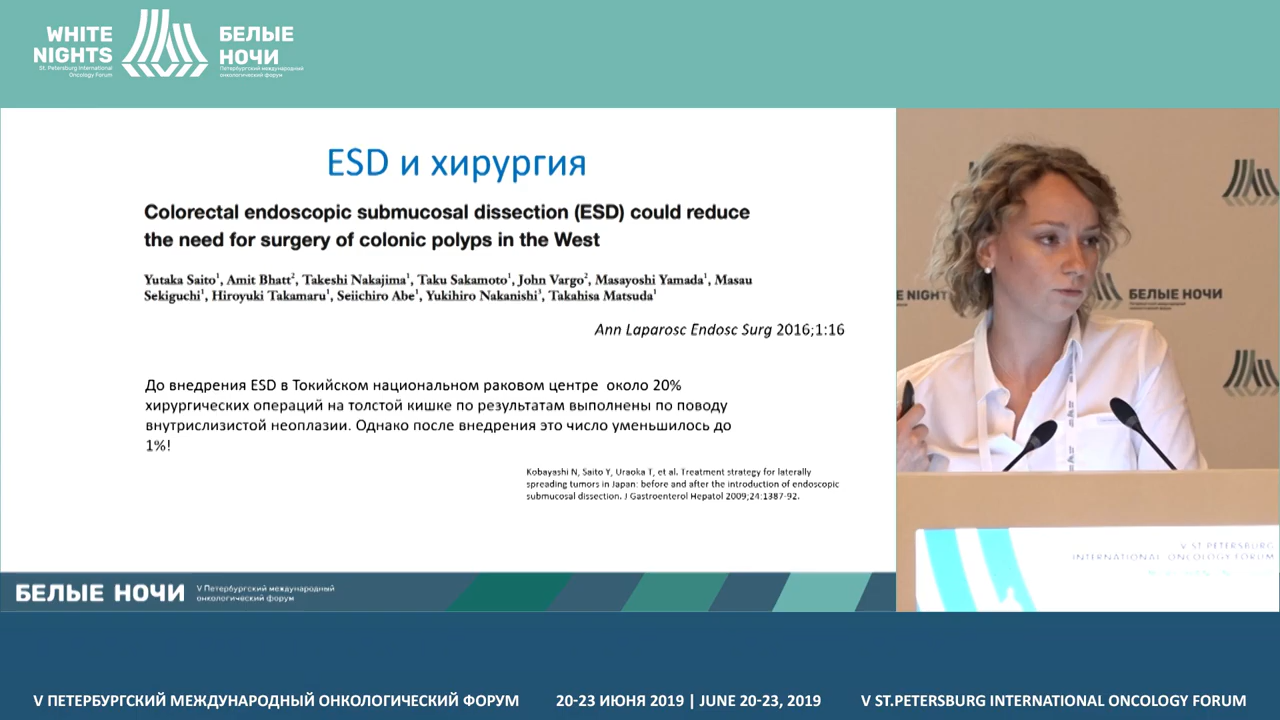 WHITE
NIGHTS
St. Petersburg International
Oncology Forum
БЕЛЫЕ
НОЧИ
Петербургский международный
онкологический форум
ESD и хирургия
Colorectal endoscopic submucosal dissection (ESD) could reduce
the need for surgery of colonic polyps in the West
Yutaka Saito¹, Amit Bhatt², Takeshi Nakajima¹, Taku Sakamoto¹, John Vargo², Masayoshi Yamada¹, Masau
Sekiguchi¹, Hiroyuki Takamaru¹, Seiichiro Abe¹, Yukihiro Nakanishi³, Takahisa Matsuda¹
Ann Laparosc Endosc Surg 2016;1:16
До внедрения ESD в Токийском национальном раковом центре около 20%
хирургических операций на толстой кишке по результатам выполнены по поводу
внутрислизистой неоплазии. Однако после внедрения это число уменьшилось до
1%!
Kobayashi N, Saito Y, Uraoka T, et al. Treatment strategy for laterally
spreading tumors in Japan: before and after the introduction of endoscopic
submucosal dissection. J Gastroenterol Hepatol 2009;24:1387-92.
БЕЛЫЕ НОЧИ
V Петербургский международный
онкологический форум
E NIGHT
БЕЛЫЕ НОЧИ
V ST.PETERSBURG
INTERNATIONAL ONCOLOGY FORUM
V ПЕТЕРБУРГСКИЙ МЕЖДУНАРОДНЫЙ ОНКОЛОГИЧЕСКИЙ ФОРУМ
20-23 ИЮНЯ 2019 | JUNE 20-23, 2019
V ST.PETERSBURG INTERNATIONAL ONCOLOGY FORUM